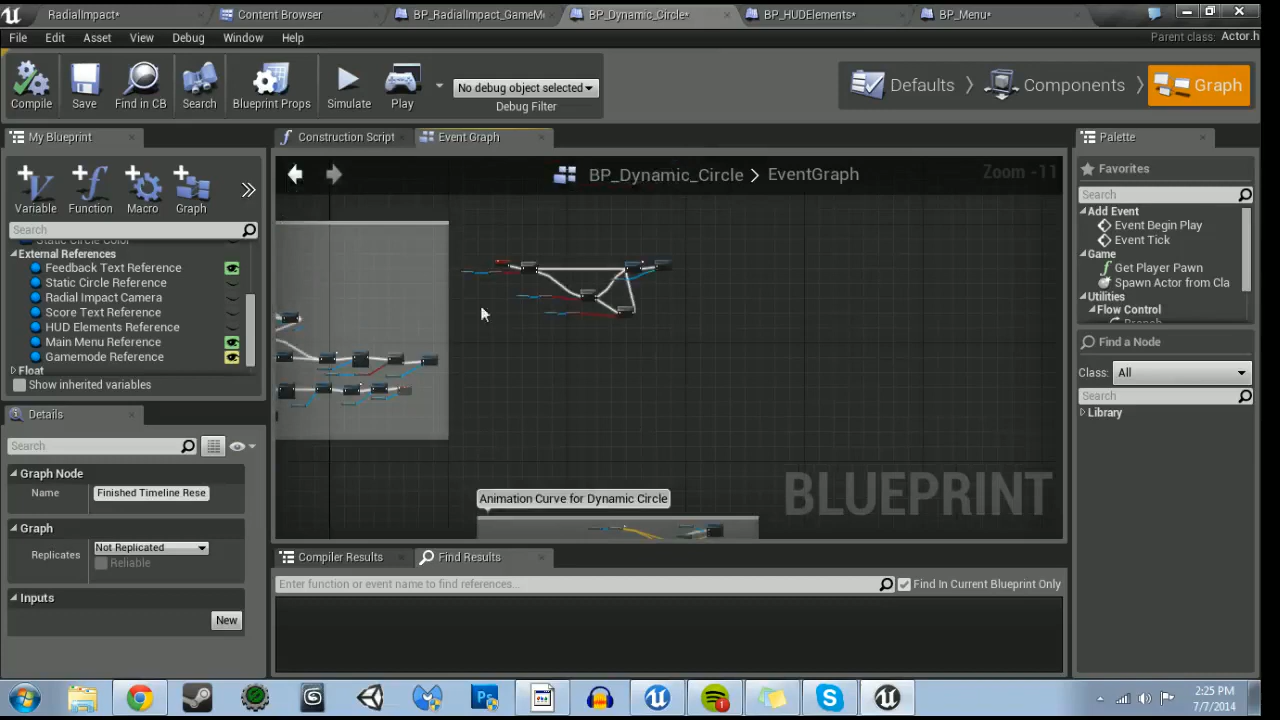 RadialImpact*
Content Browser
BP_RadialImpact_GameM
BP_Dynamic_Circle*
BP_HUDElements*
BP_Menu*
File Edit Asset View Debug Window Help
Parent class: Actor.h
Compile
Save
Find in CB
Search
Blueprint Props
Simulate
Play
No debug object selected
Debug Filter
Defaults
Components
Graph
My Blueprint
Variable
Function
Macro
Graph
Search
Static Circle Color
External References
Feedback Text Reference
Static Circle Reference
Radial Impact Camera
Score Text Reference
HUD Elements Reference
Main Menu Reference
Gamemode Reference
Float
Show inherited variables
Details
Search
Graph Node
Name Finished Timeline Rese
Graph
Replicates Not Replicated
Reliable
Inputs
New
Construction Script
Event Graph
BP_Dynamic_Circle > EventGraph
Zoom -11
Animation Curve for Dynamic Circle
BLUEPRINT
Compiler Results
Find Results
Enter function or event name to find references...
Find In Current Blueprint Only
Palette
Favorites
Search
Add Event
Event Begin Play
Event Tick
Game
Get Player Pawn
Spawn Actor from Cla
Utilities
Flow Control
Branch
Find a Node
Class: All
Search
Library
2:25 PM
7/7/2014